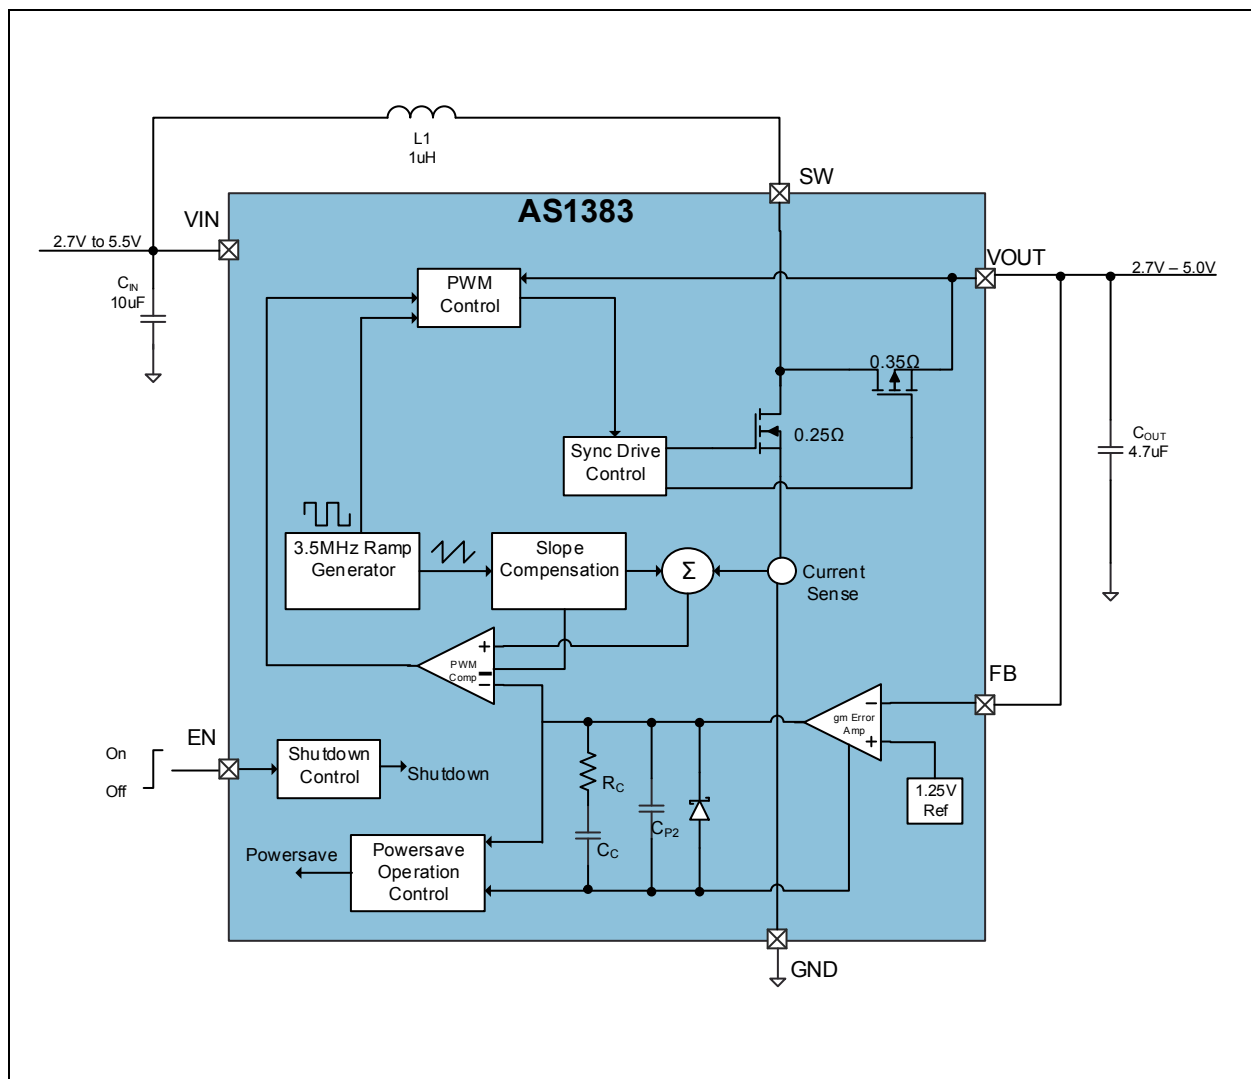 L1
1uH
SW
AS1383
VIN
2.7V to 5.5V
VOUT
2.7V – 5.0V
CIN
10uF
PWM
Control
0.35Ω
0.25Ω
COUT
4.7uF
Sync Drive
Control
3.5MHz Ramp
Generator
Slope
Compensation
Σ
Current
Sense
+
PWM
Comp
−
−
FB
−
gm Error
Amp
+
EN
On
Off
Shutdown
Control
Shutdown
RC
CP2
CC
1.25V
Ref
Powersave
Powersave
Operation
Control
GND